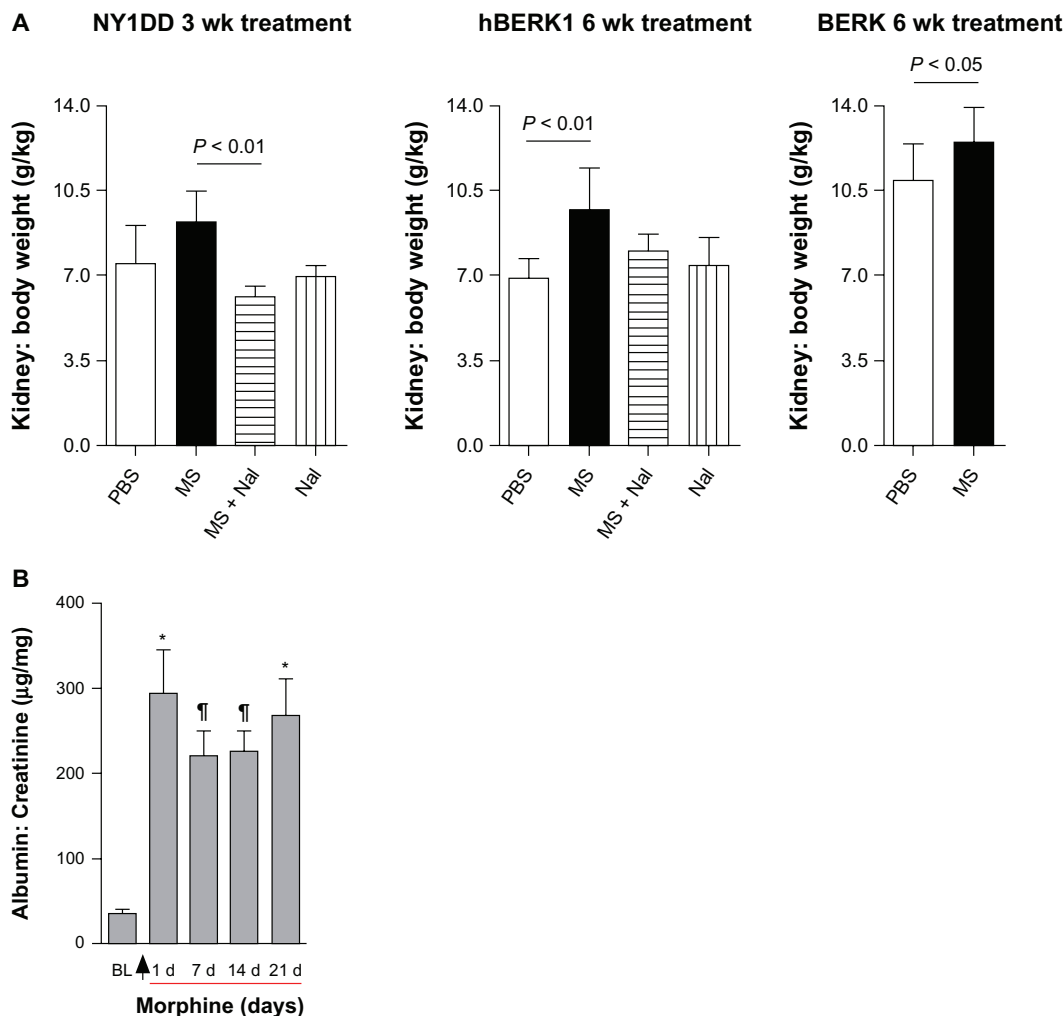 A
NY1DD 3 wk treatment
hBERK1 6 wk treatment
BERK 6 wk treatment
Kidney: body weight (g/kg)
14.0
10.5
7.0
3.5
0.0
P < 0.01
PBS
MS
MS + Nal
Nal
Kidney: body weight (g/kg)
14.0
10.5
7.0
3.5
0.0
P < 0.01
PBS
MS
MS + Nal
Nal
Kidney: body weight (g/kg)
14.0
10.5
7.0
3.5
0.0
P < 0.05
PBS
MS
B
Albumin: Creatinine (µg/mg)
400
300
200
100
0
* ¶ ¶ *
BL 1 d 7 d 14 d 21 d
Morphine (days)